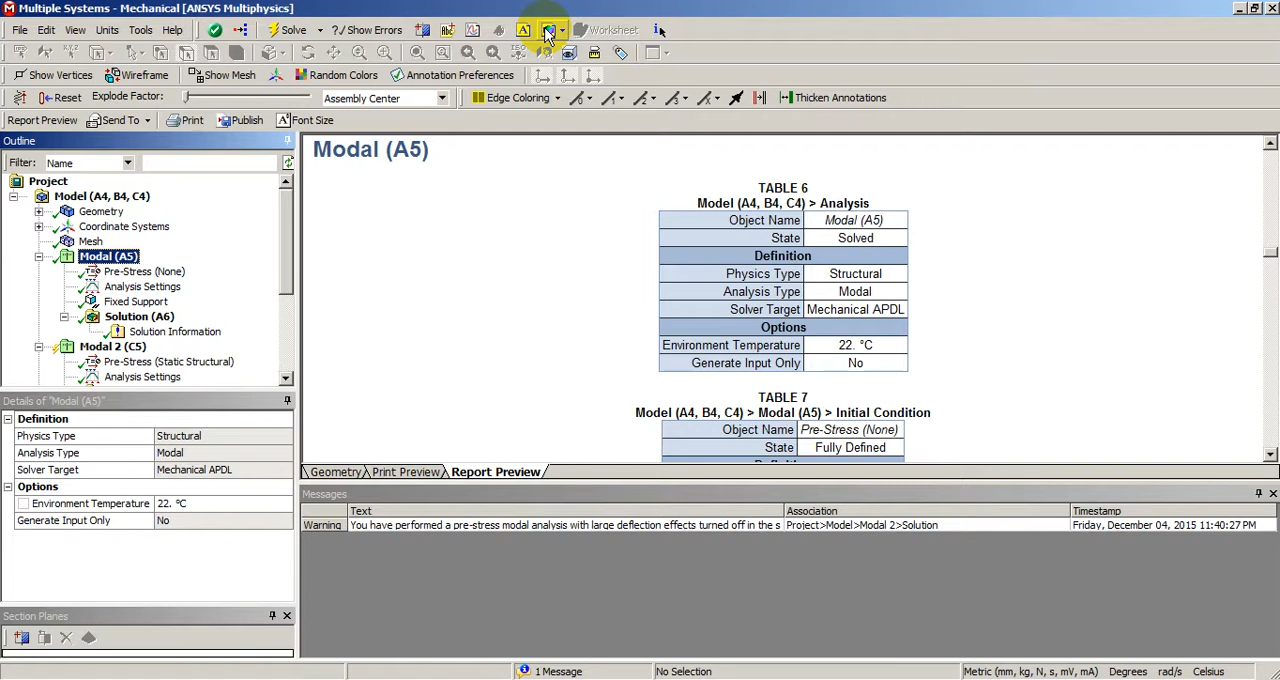 Multiple Systems - Mechanical [ANSYS Multiphysics]
File Edit View Units Tools Help Solve ?/Show Errors Worksheet
Show Vertices Wireframe Show Mesh Random Colors Annotation Preferences
Reset Explode Factor: Assembly Center Edge Coloring Thicken Annotations
Report Preview Send To Print Publish Font Size
Outline
Filter: Name
Project
Model (A4, B4, C4)
Geometry
Coordinate Systems
Mesh
Modal (A5)
Pre-Stress (None)
Analysis Settings
Fixed Support
Solution (A6)
Solution Information
Modal 2 (C5)
Pre-Stress (Static Structural)
Analysis Settings
Details of "Modal (A5)"
Definition
Physics Type Structural
Analysis Type Modal
Solver Target Mechanical APDL
Options
Environment Temperature 22. °C
Generate Input Only No
Section Planes
Modal (A5)
TABLE 6
Model (A4, B4, C4) > Analysis
Object Name Modal (A5)
State Solved
Definition
Physics Type Structural
Analysis Type Modal
Solver Target Mechanical APDL
Options
Environment Temperature 22. °C
Generate Input Only No
TABLE 7
Model (A4, B4, C4) > Modal (A5) > Initial Condition
Object Name Pre-Stress (None)
State Fully Defined
Geometry Print Preview Report Preview
Messages
Text Association Timestamp
Warning You have performed a pre-stress modal analysis with large deflection effects turned off in the s Project>Model>Modal 2>Solution Friday, December 04, 2015 11:40:27 PM
1 Message No Selection Metric (mm, kg, N, s, mV, mA) Degrees rad/s Celsius